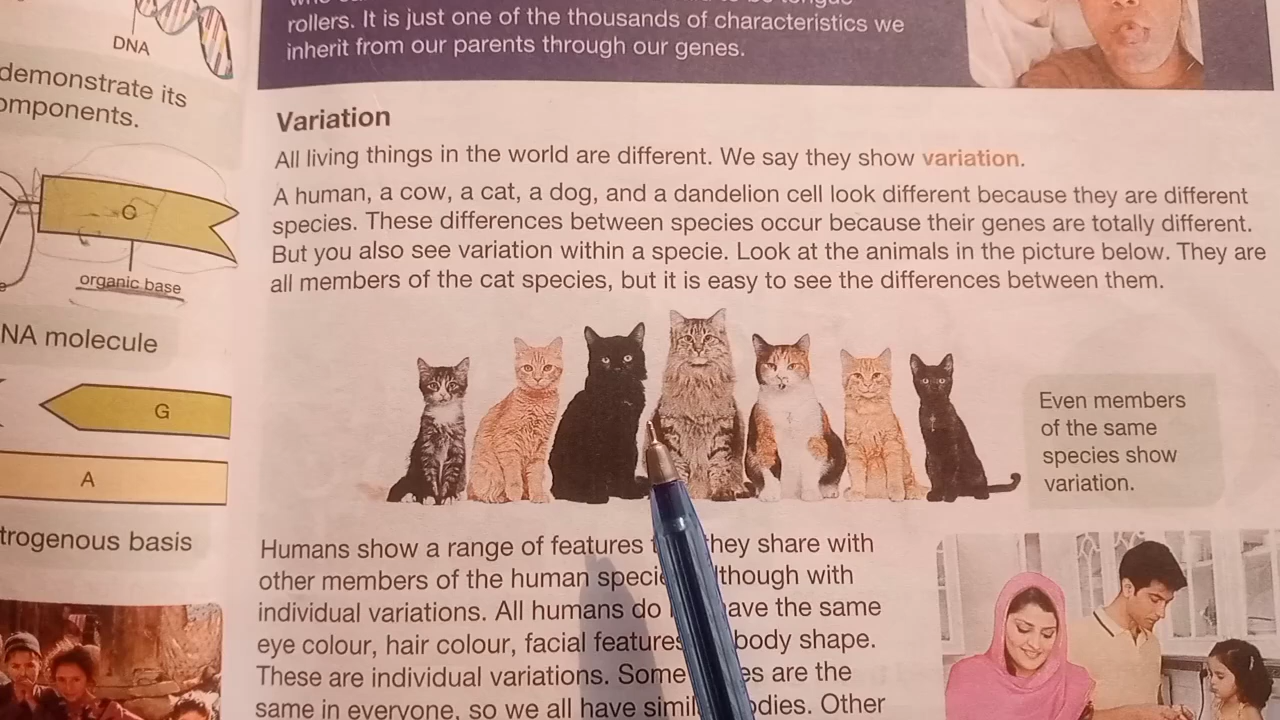 DNA
demonstrate its
omponents.
C
organic base
NA molecule
G
A
trogenous basis
rollers. It is just one of the thousands of characteristics we
inherit from our parents through our genes.
Variation
All living things in the world are different. We say they show variation.
A human, a cow, a cat, a dog, and a dandelion cell look different because they are different
species. These differences between species occur because their genes are totally different.
But you also see variation within a specie. Look at the animals in the picture below. They are
all members of the cat species, but it is easy to see the differences between them.
Even members
of the same
species show
variation.
Humans show a range of features they share with
other members of the human speci though with
individual variations. All humans do ave the same
eye colour, hair colour, facial features body shape.
These are individual variations. Some es are the
same in everyone, so we all have simil dies. Other